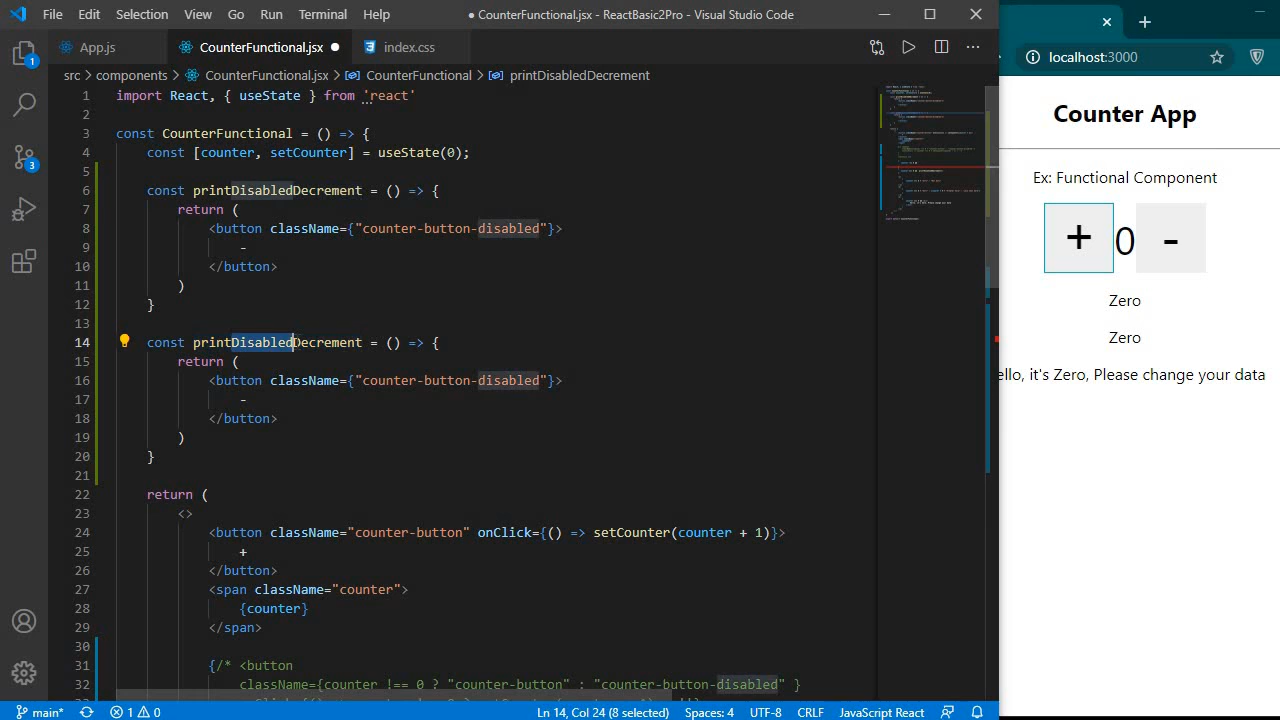 File Edit Selection View Go Run Terminal Help
● CounterFunctional.jsx - ReactBasic2Pro - Visual Studio Code
App.js CounterFunctional.jsx ● index.css
src > components > CounterFunctional.jsx > CounterFunctional > printDisabledDecrement
1 import React, { useState } from 'react'
2
3 const CounterFunctional = () => {
4 const [counter, setCounter] = useState(0);
5
6 const printDisabledDecrement = () => {
7 return (
8 <button className={"counter-button-disabled"}>
9 -
10 </button>
11 )
12 }
13
14 const printDisabledDecrement = () => {
15 return (
16 <button className={"counter-button-disabled"}>
17 -
18 </button>
19 )
20 }
21
22 return (
23 <>
24 <button className="counter-button" onClick={() => setCounter(counter + 1)}>
25 +
26 </button>
27 <span className="counter">
28 {counter}
29 </span>
30
31 {/* <button
32 className={counter !== 0 ? "counter-button" : "counter-button-disabled" }
1
3
main* 1 0 Ln 14, Col 24 (8 selected) Spaces: 4 UTF-8 CRLF JavaScript React
localhost:3000
Counter App
Ex: Functional Component
+ 0 -
Zero
Zero
ello, it's Zero, Please change your data